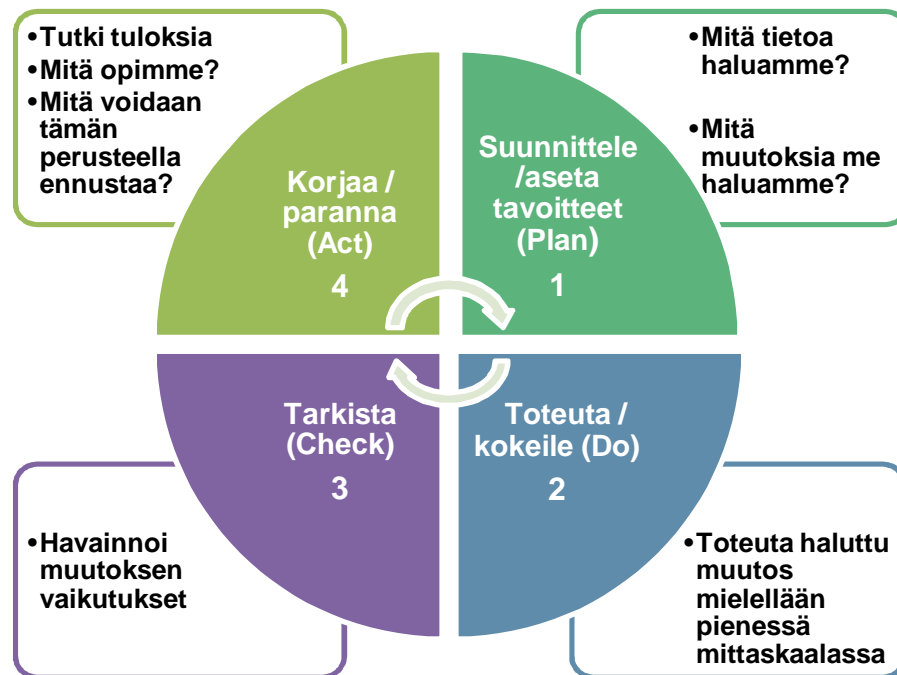 •Tutki tuloksia
•Mitä opimme?
•Mitä voidaan
tämän
perusteella
ennustaa?
•Mitä tietoa
haluamme?
•Mitä
muutoksia me
haluamme?
Korjaa /
paranna
(Act)
4
Suunnittele
/aseta
tavoitteet
(Plan)
1
Tarkista
(Check)
3
Toteuta /
kokeile (Do)
2
•Havainnoi
muutoksen
vaikutukset
•Toteuta haluttu
muutos
mielellään
pienessä
mittaskaalassa